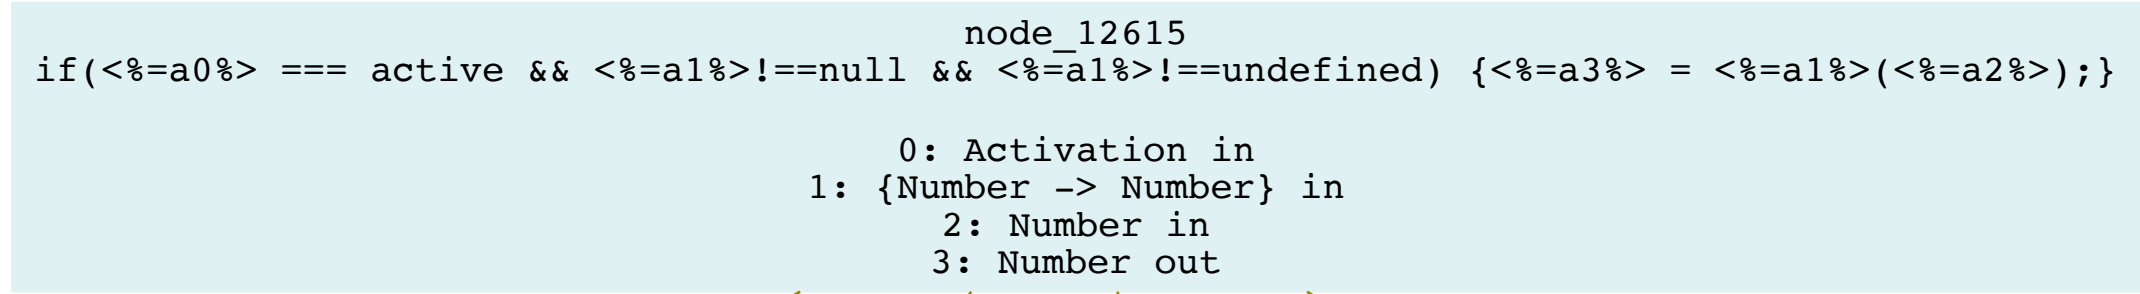 node_12615
if(<%=a0%> === active && <%=a1%>!==null && <%=a1%>!==undefined) {<%=a3%> = <%=a1%>(<%=a2%>);}
0: Activation in
1: {Number -> Number} in
2: Number in
3: Number out